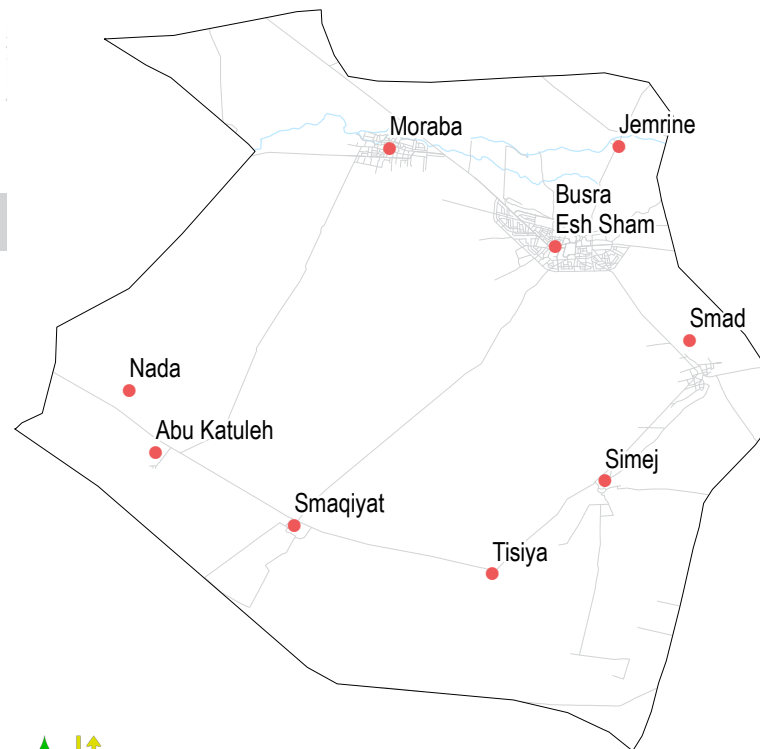 Moraba
Jemrine
Busra
Esh Sham
Smad
Nada
Abu Katuleh
Simej
Smaqiyat
Tisiya